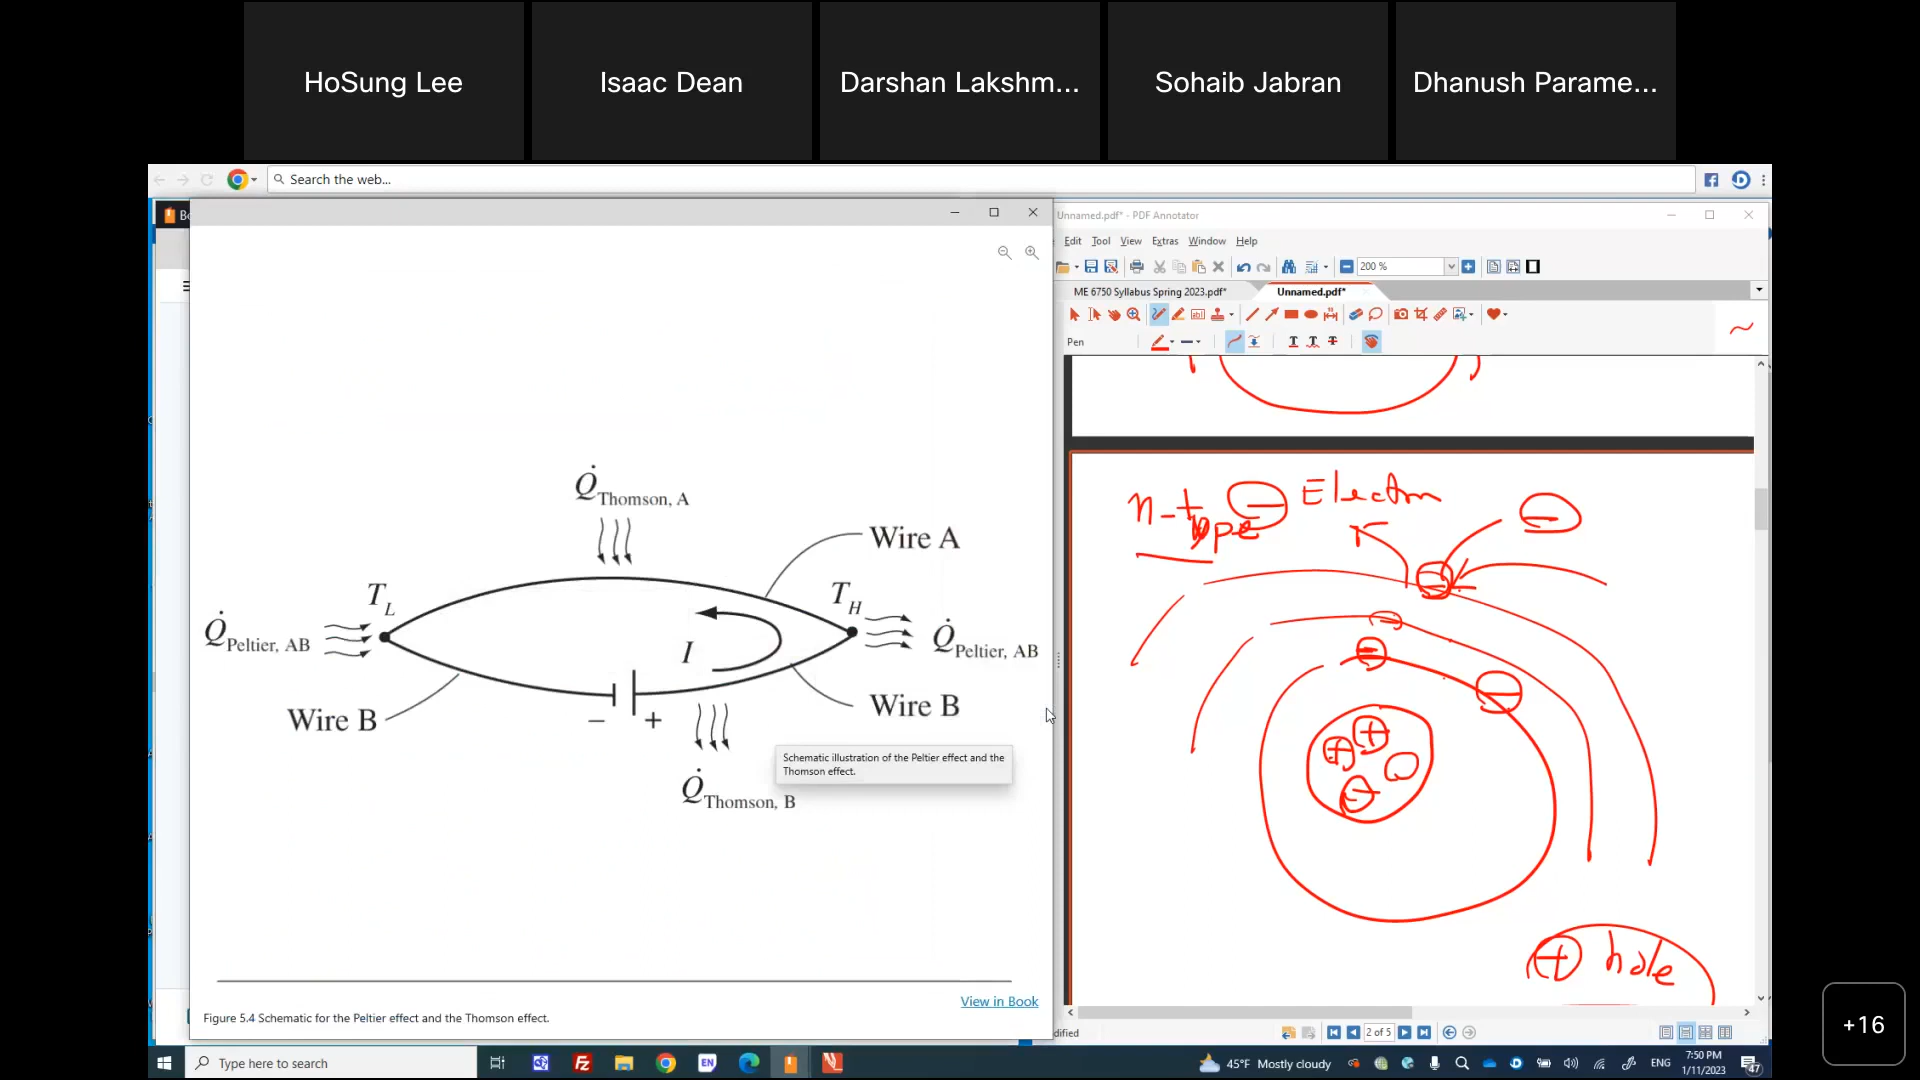 HoSung Lee
Isaac Dean
Darshan Lakshm...
Sohaib Jabran
Dhanush Parame...
Search the web...
Unnamed.pdf* - PDF Annotator
Edit Tool View Extras Window Help
200 %
ME 6750 Syllabus Spring 2023.pdf*
Unnamed.pdf*
Pen
Q̇ Thomson, A
Wire A
T L
T H
Q̇ Peltier, AB
I
Q̇ Peltier, AB
Wire B
− +
Wire B
Schematic illustration of the Peltier effect and the
Thomson effect.
Q̇ Thomson, B
View in Book
Figure 5.4 Schematic for the Peltier effect and the Thomson effect.
n-type
Electron
+ hole
2 of 5
dified
+16
Type here to search
EN
45°F Mostly cloudy
ENG
7:50 PM
1/11/2023
47